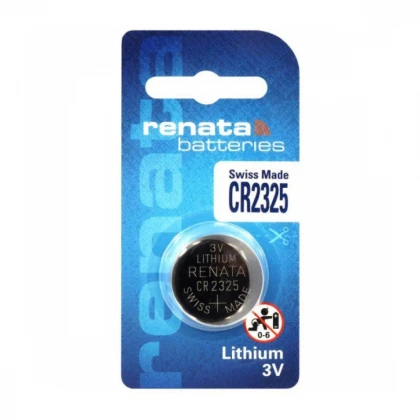 renata
batteries
Swiss Made
CR2325
renata
3V
LITHIUM
RENATA
CR 2325
SWISS + MADE
0-6
Lithium
3V